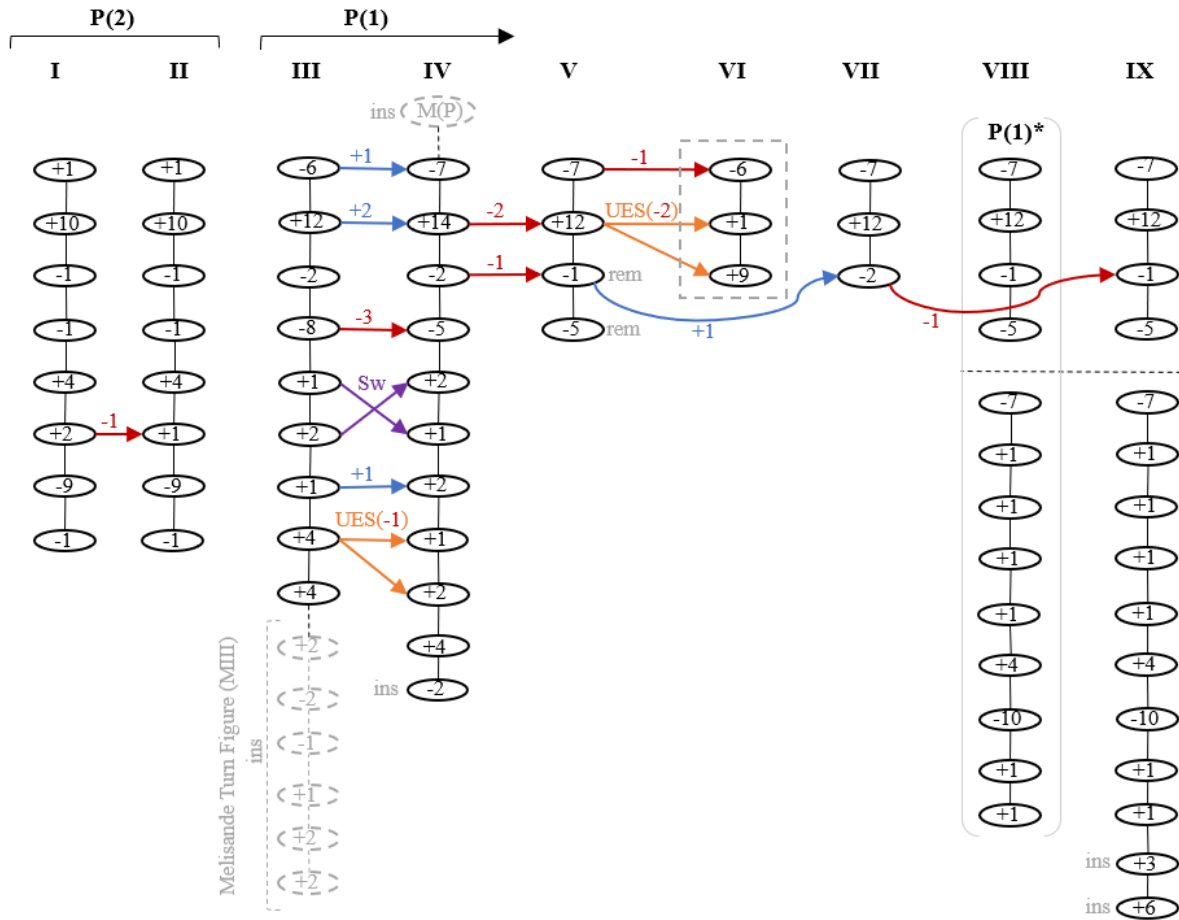 P(2) P(1)
I II III IV V VI VII VIII IX
ins M(P)
P(1)*
+1 +1 -6 +1 -7 -7 -1 -6 -7 -7 -7
+10 +10 +12 +2 +14 -2 +12 UES(-2) +1 +12 +12 +12
-1 -1 -2 -2 -1 -1 rem +9 -2 -1 -1
-1 -1 -8 -3 -5 -5 rem +1 -1 -5 -5
+4 +4 +1 Sw +2 -7 -7
+2 -1 +1 +2 +1 +1 +1
-9 -9 +1 +1 +2 +1 +1
-1 -1 +4 UES(-1) +1 +1 +1
+4 +2 +1 +1
+2 +4 +4 +4
-2 ins -2 -10 -10
-1 +1 +1
+1 +1 +1
+2 ins +3
+2 ins +6
Melisande Turn Figure (MIII)
ins